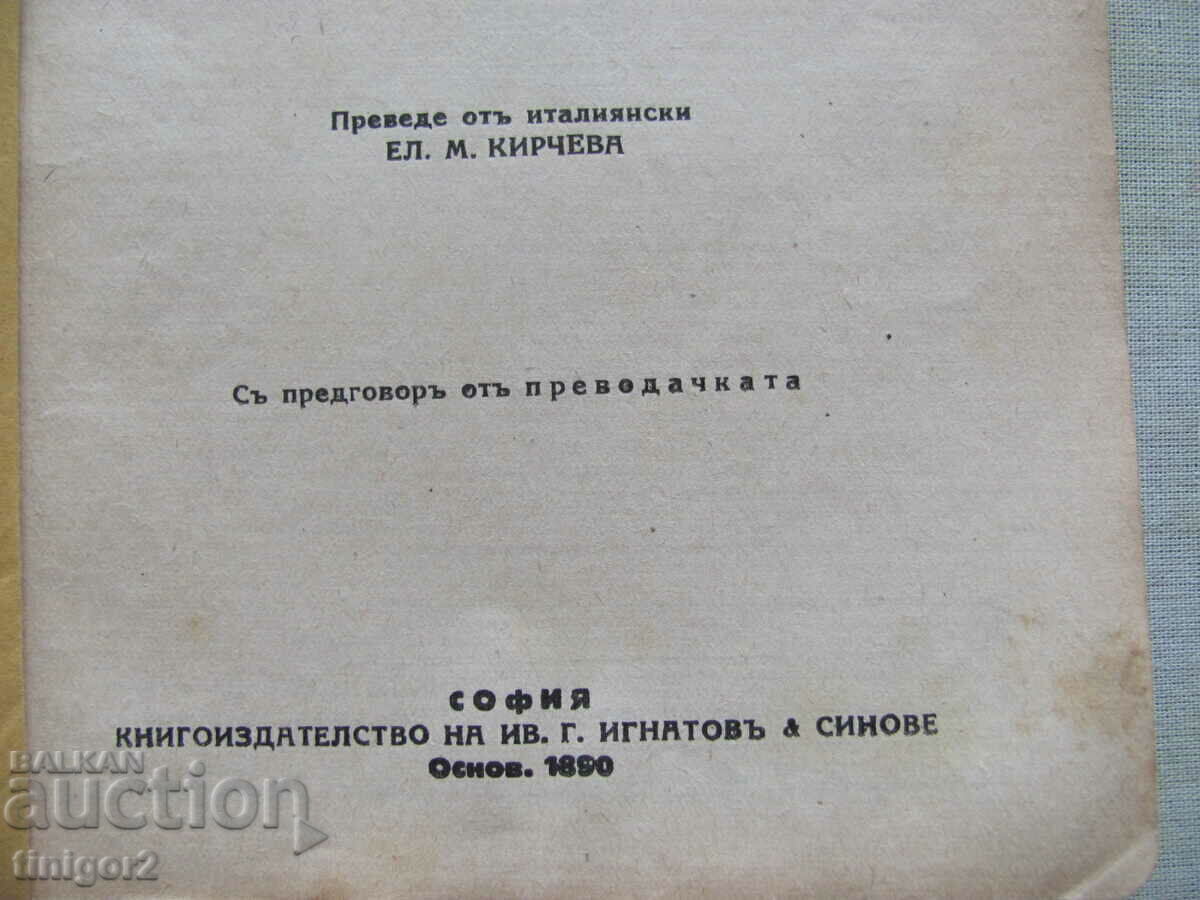 Преведе отъ италиянски
ЕЛ. М. КИРЧЕВА
Съ предговоръ отъ преводачката
СОФИЯ
КНИГОИЗДАТЕЛСТВО НА ИВ. Г. ИГНАТОВЪ & СИНОВЕ
Основ. 1890
BALKAN
auction
tinigor2